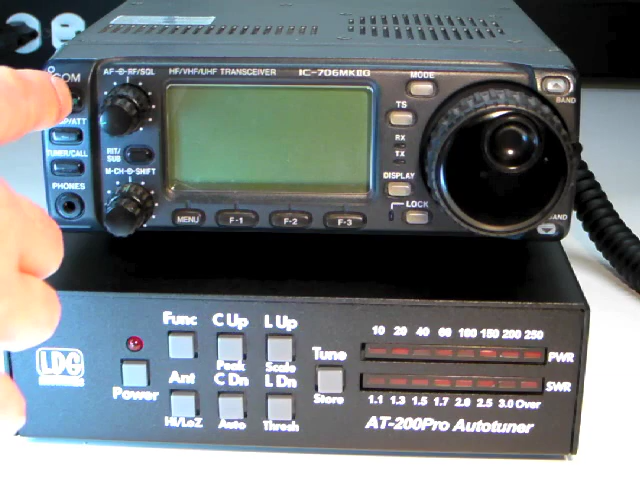 COM
AF-⊖-RF/SQL
HF/VHF/UHF TRANSCEIVER
IC-706MKIIG
MODE
BAND
TS
P/ATT
RIT/
SUB
RX
TX
TUNER/CALL
M-CH-⊖-SHIFT
DISPLAY
PHONES
LOCK
MENU
F-1
F-2
F-3
BAND
LDG
Func
C Up
L Up
10 20 40 60 100 150 200 250
Tune
PWR
Peak
Scale
Power
Ant
C Dn
L Dn
Store
SWR
1.1 1.3 1.5 1.7 2.0 2.5 3.0 Over
Hi/LoZ
Auto
Thresh
AT-200Pro Autotuner